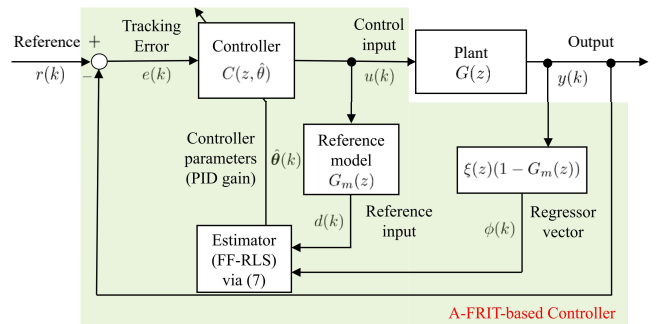 Reference
r(k)
+
−
Tracking
Error
e(k)
Controller
C(z, θ̂)
Control
input
u(k)
Plant
G(z)
Output
y(k)
Controller
parameters
(PID gain)
θ̂(k)
Reference
model
G_m(z)
ξ(z)(1 − G_m(z))
d(k)
Reference
input
ϕ(k)
Regressor
vector
Estimator
(FF-RLS)
via (7)
A-FRIT-based Controller